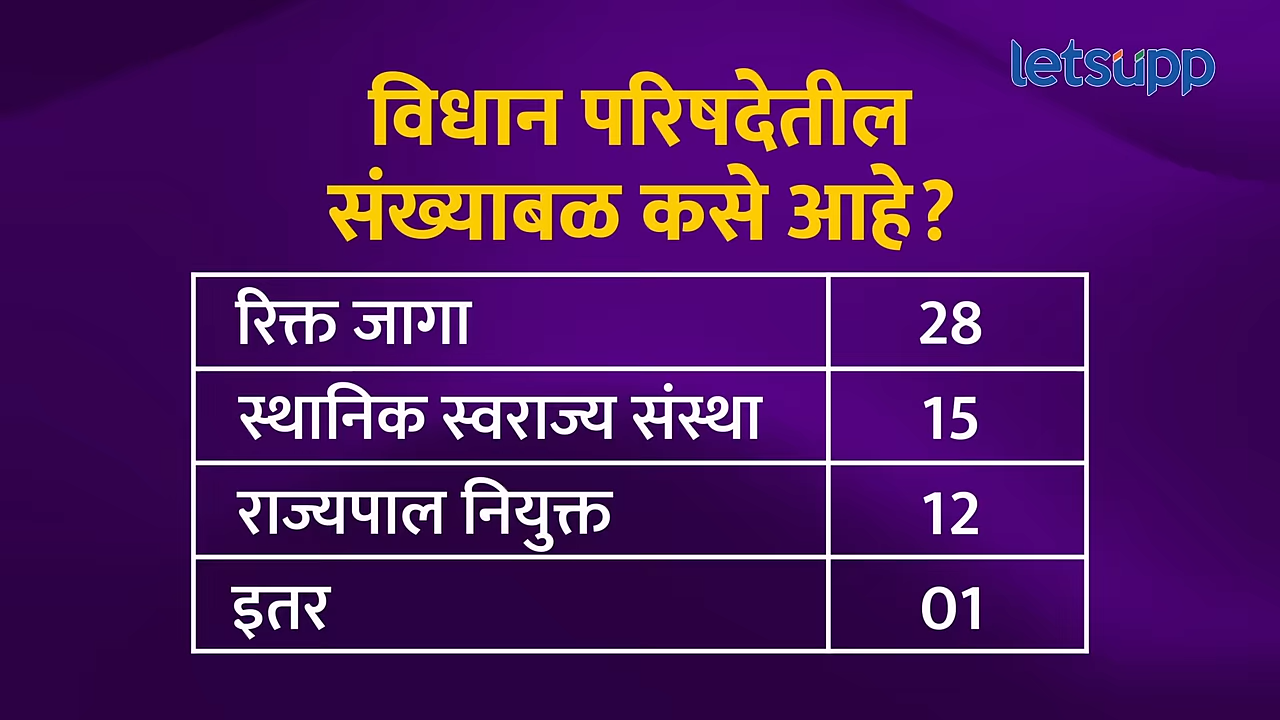 letsupp
विधान परिषदेतील
संख्याबळ कसे आहे?
रिक्त जागा 28
स्थानिक स्वराज्य संस्था 15
राज्यपाल नियुक्त 12
इतर 01